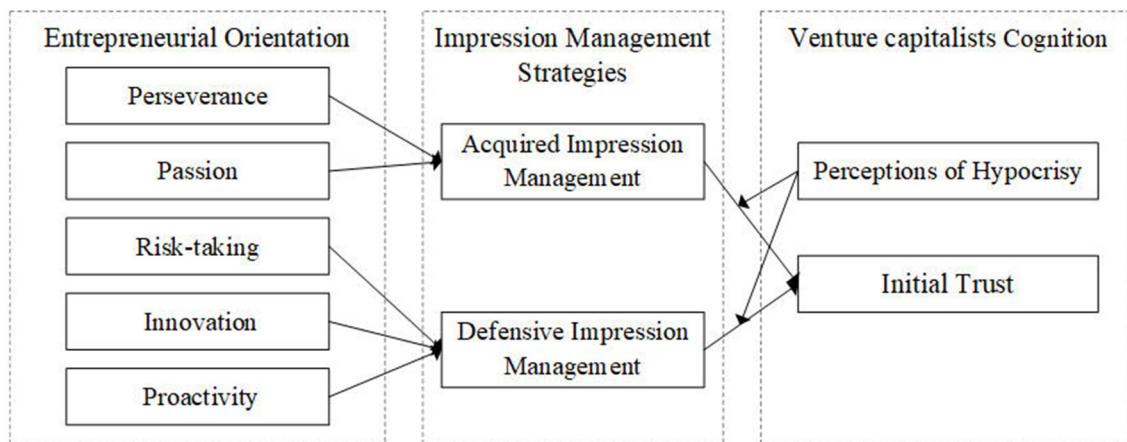 Entrepreneurial Orientation
Perseverance
Passion
Risk-taking
Innovation
Proactivity
Impression Management
Strategies
Acquired Impression
Management
Defensive Impression
Management
Venture capitalists Cognition
Perceptions of Hypocrisy
Initial Trust